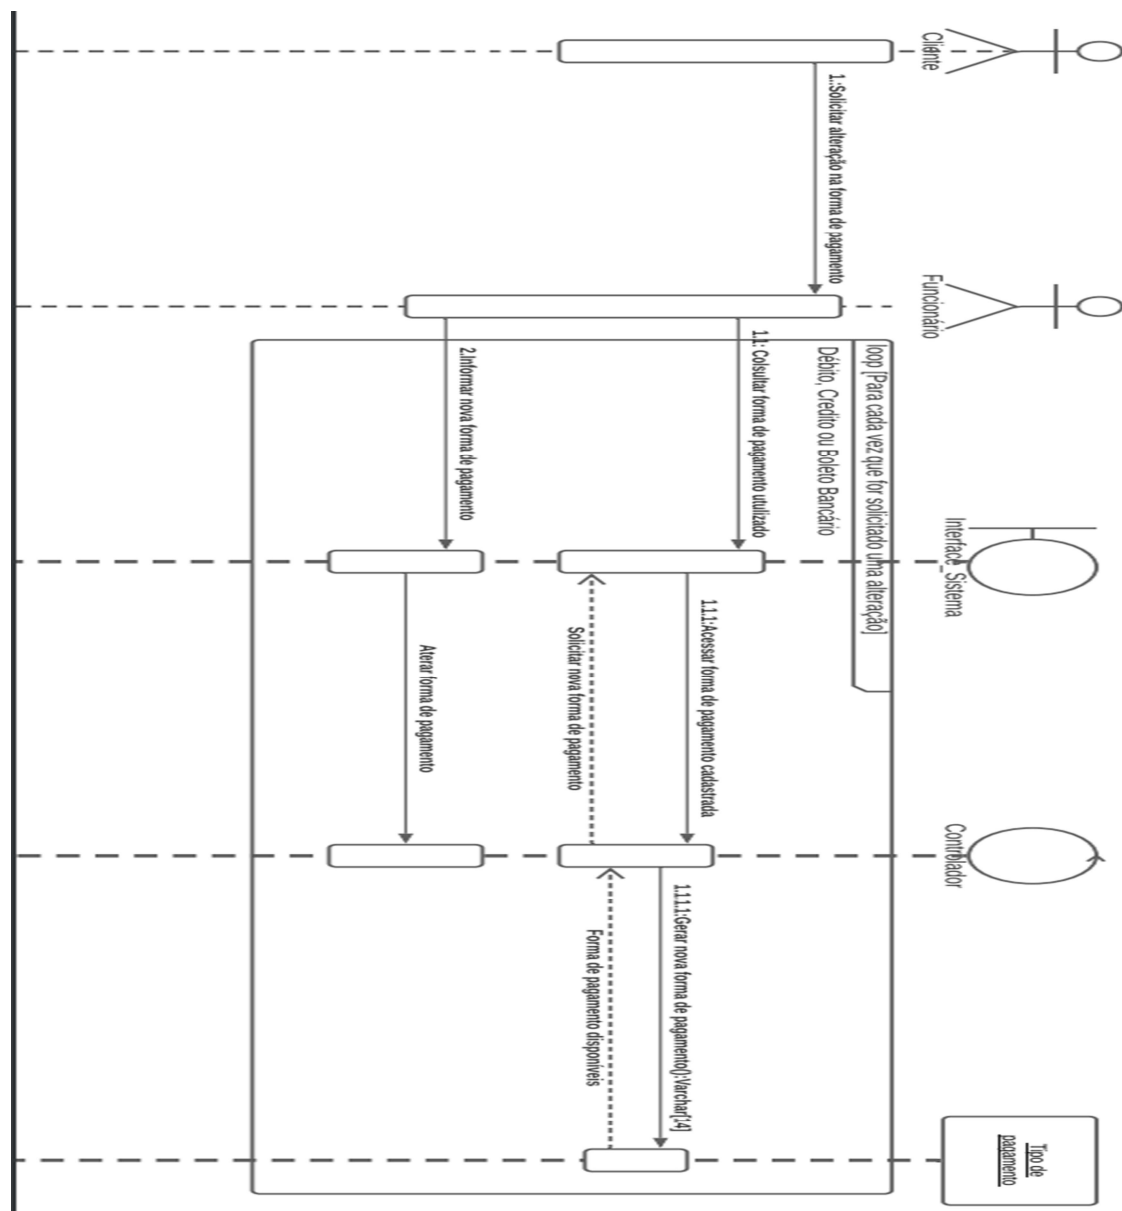 Cliente
Funcionário
Interface_Sistema
Controlador
Tipo de
pagamento
loop [Para cada vez que for solicitado uma alteração]
Débito, Credito ou Boleto Bancário
1.:Solicitar alteração na forma de pagamento
1.1: Colsultar forma de pagamento utulizado
1.1.1:Acessar forma de pagamento cadastrada
1.1.1.1:Gerar nova forma de pagamento():Varchar[14]
Forma de pagamento disponíveis
Solicitar nova forma de pagamento
2.Informar nova forma de pagamento
Aterar forma de pagamento